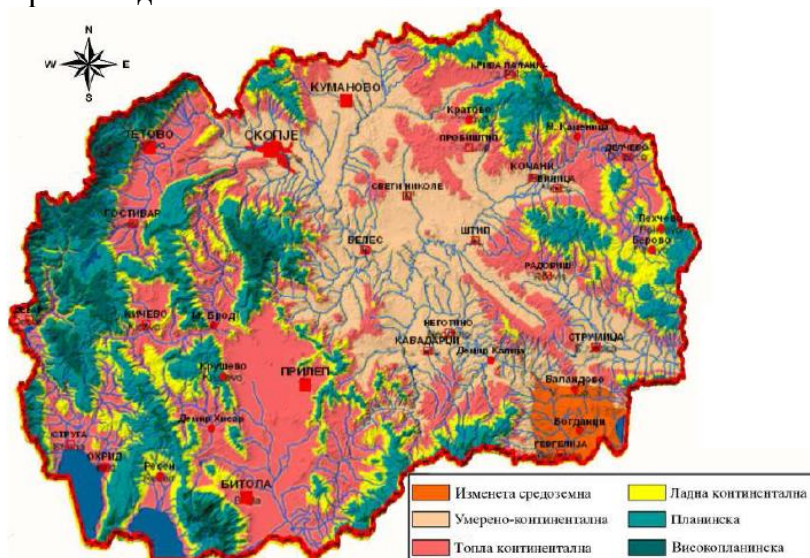 N
W E
S
КРИВА ПАЛАНКА
КУМАНОВО
Кратово
ТЕТОВО
СКОПЈЕ
ПРОБИШТИП
М. Каменица
ДЕЛЧЕВО
КОЧАНИ
ВИНИЦА
СВЕТИ НИКОЛЕ
ГОСТИВАР
Пехчево
ШТИП
Берово
ВЕЛЕС
РАДОВИШ
КИЧЕВО
М. Брод
НЕГОТИНО
СТРУМИЦА
КАВАДАРЦИ
Демир Капија
Крушево
ПРИЛЕП
Валандово
Демир Хисар
Богданци
СТРУГА
ГЕВГЕЛИЈА
ОХРИД
Ресен
БИТОЛА
Изменета средоземна
Ладна континентална
Умерено-континентална
Планинска
Топла континентална
Високопланинска